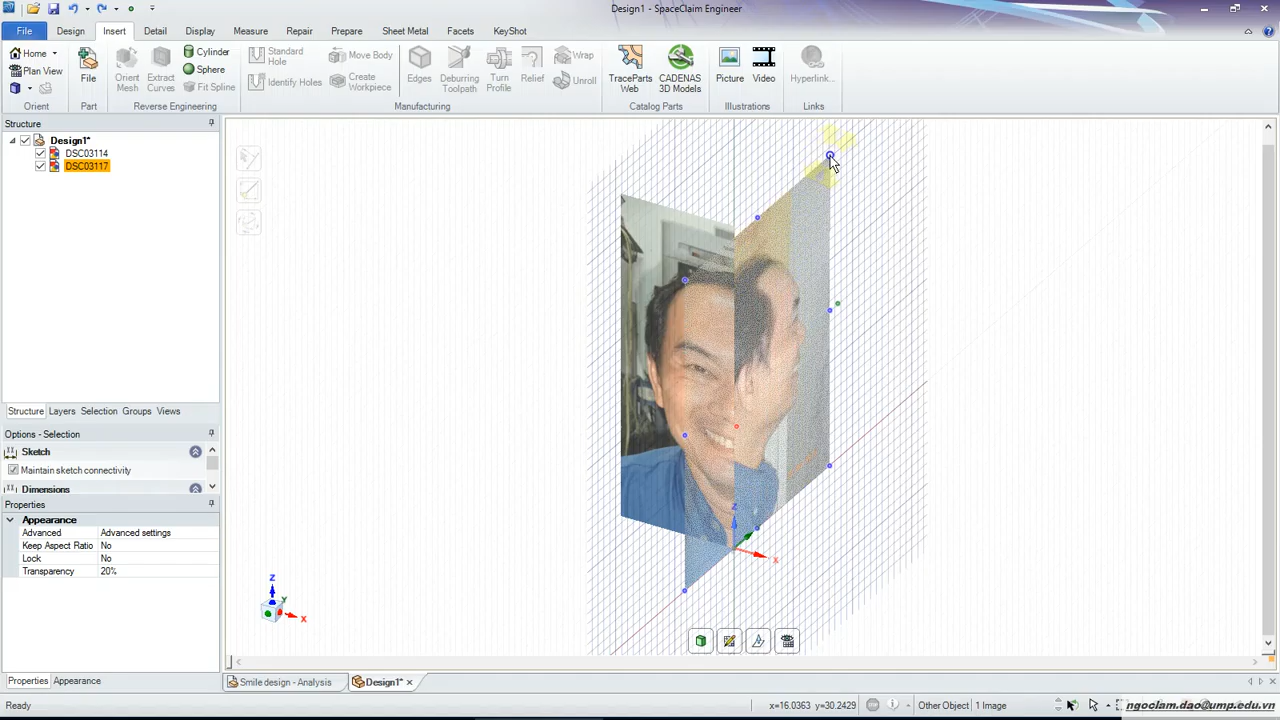 Design1 - SpaceClaim Engineer
File Design Insert Detail Display Measure Repair Prepare Sheet Metal Facets KeyShot
Home
Plan View
File
Orient Mesh
Extract Curves
Cylinder
Sphere
Fit Spline
Standard Hole
Identify Holes
Move Body
Create Workpiece
Edges
Deburring Toolpath
Turn Profile
Relief
Wrap
Unroll
TraceParts Web
CADENAS 3D Models
Picture
Video
Hyperlink...
Orient Part Reverse Engineering Manufacturing Catalog Parts Illustrations Links
Structure
Design1*
DSC03114
DSC03117
Structure Layers Selection Groups Views
Options - Selection
Sketch
Maintain sketch connectivity
Dimensions
Properties
Appearance
Advanced Advanced settings
Keep Aspect Ratio No
Lock No
Transparency 20%
Z
X
Z
Y
X
Properties Appearance
Smile design - Analysis Design1*
Ready x=16.0363 y=30.2429 Other Object 1 Image ngoclam.dao@ump.edu.vn